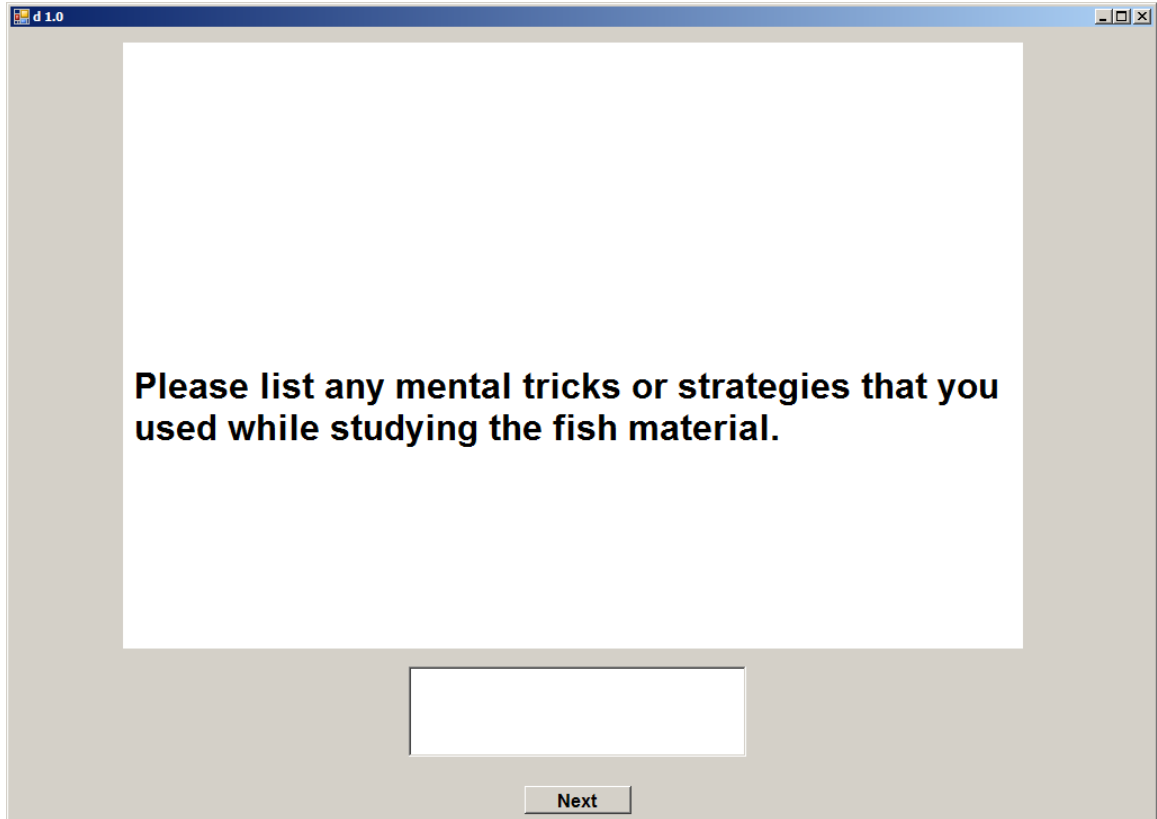 d 1.0
Please list any mental tricks or strategies that you
used while studying the fish material.
Next